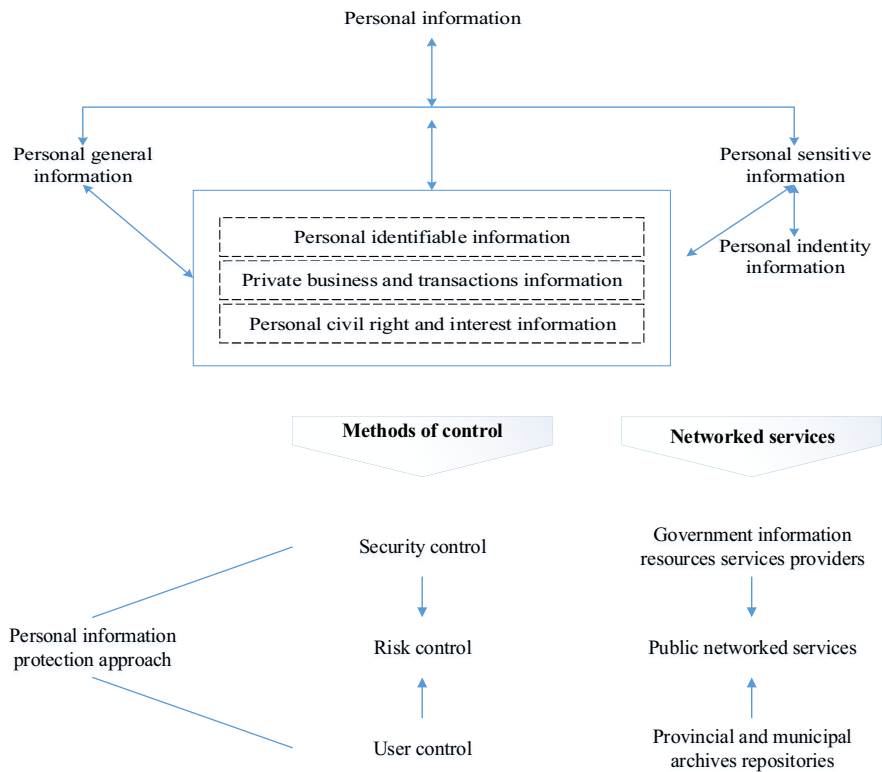 Personal information
Personal general
information
Personal sensitive
information
Personal identifiable information
Personal indentity
information
Private business and transactions information
Personal civil right and interest information
Methods of control
Networked services
Security control
Government information
resources services providers
Personal information
protection approach
Risk control
Public networked services
User control
Provincial and municipal
archives repositories